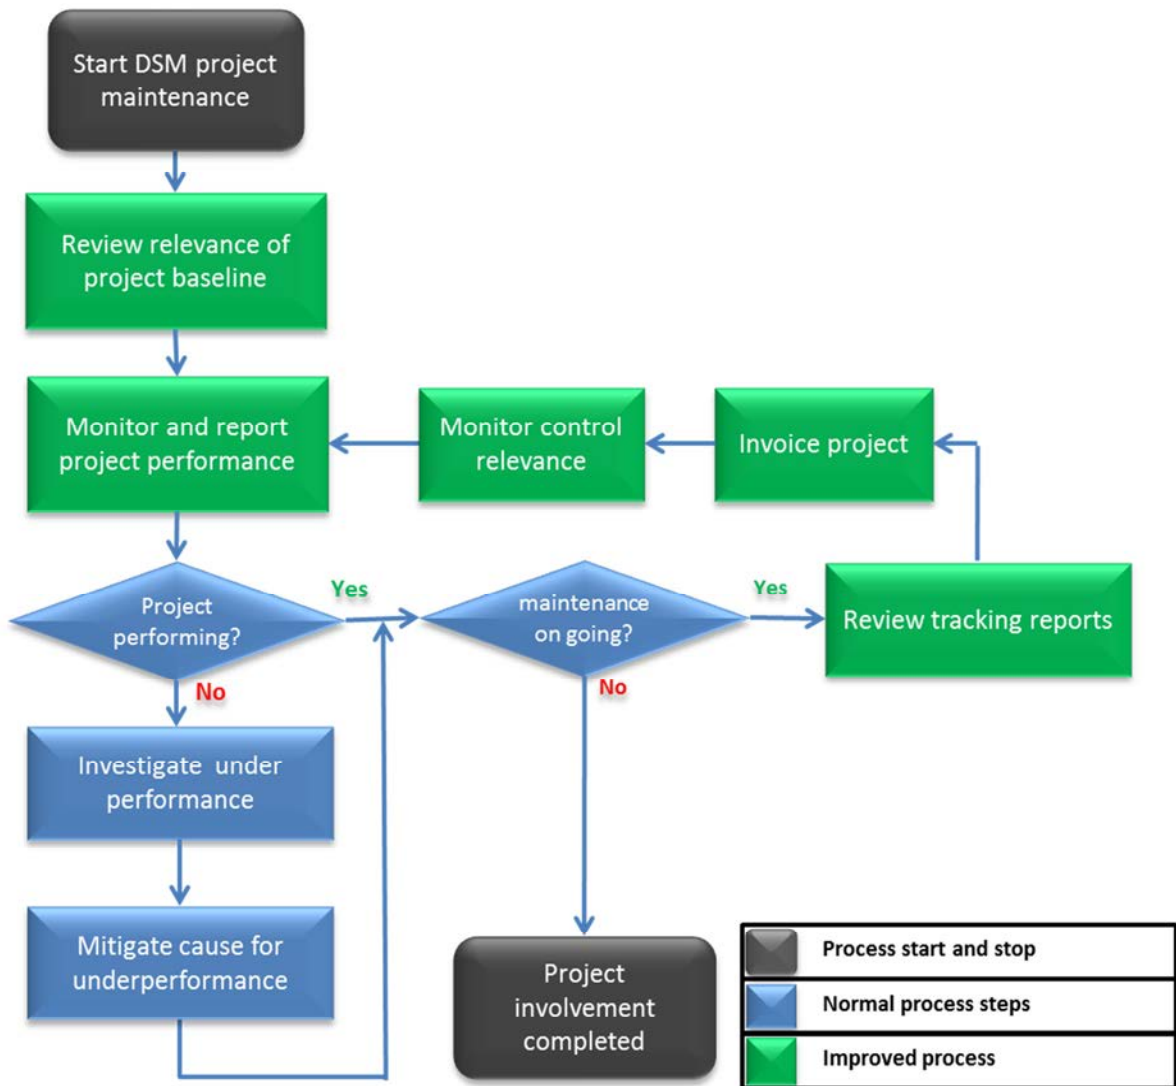 Start DSM project
maintenance
Review relevance of
project baseline
Monitor and report
project performance
Monitor control
relevance
Invoice project
Project
performing?
Yes
No
maintenance
on going?
Yes
No
Review tracking reports
Investigate under
performance
Mitigate cause for
underperformance
Project
involvement
completed
Process start and stop
Normal process steps
Improved process